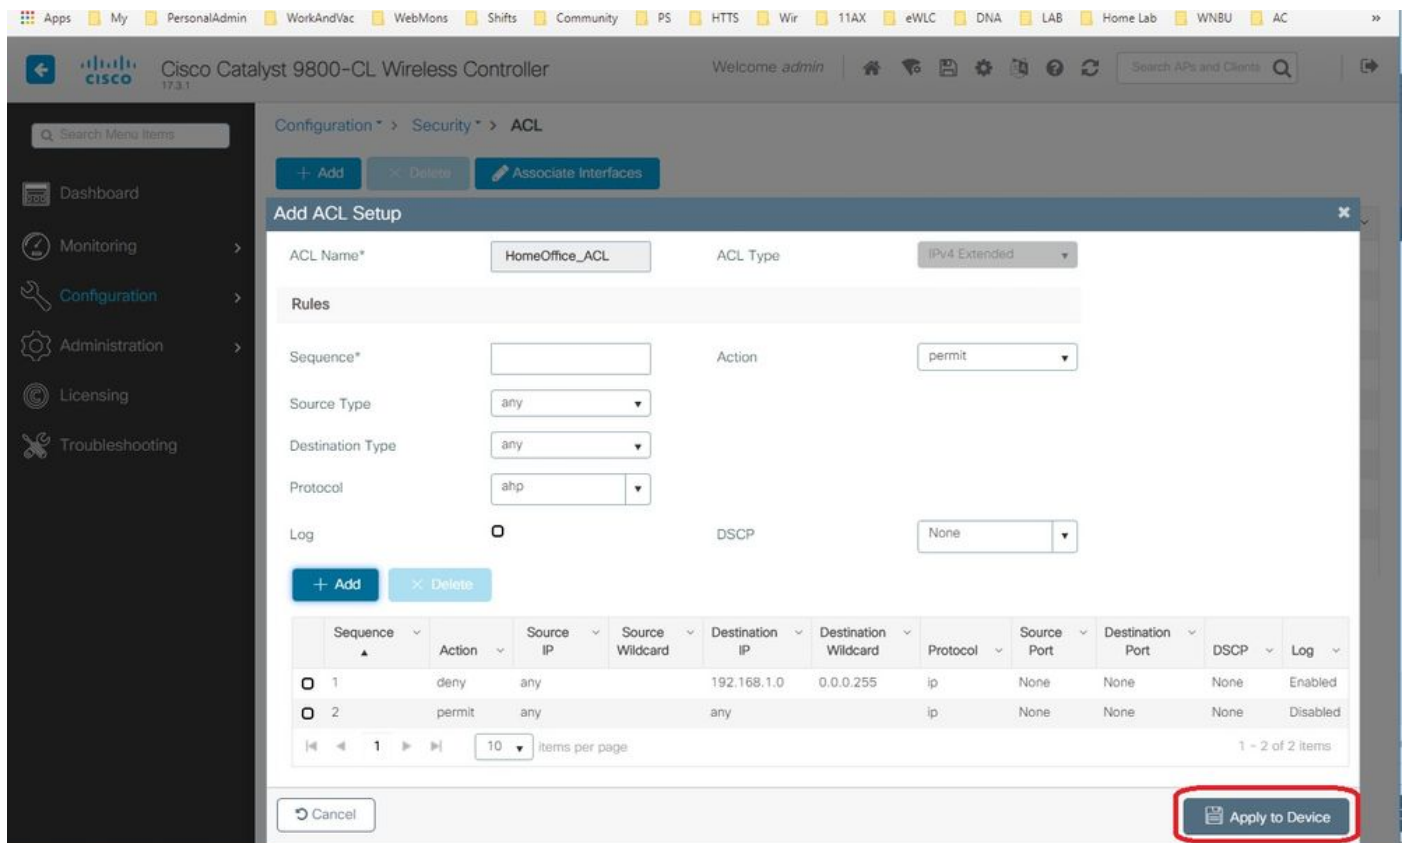 Apps My PersonalAdmin WorkAndVac WebMons Shifts Community PS HTTS Wir 11AX eWLC DNA LAB Home Lab WNBU AC »
CISCO Cisco Catalyst 9800-CL Wireless Controller Welcome admin Search APs and Clients
17.3.1
Search Menu Items Configuration > Security > ACL
+ Add × Delete Associate Interfaces
Dashboard
Monitoring
Configuration
Administration
Licensing
Troubleshooting
Add ACL Setup
ACL Name* HomeOffice_ACL ACL Type IPv4 Extended
Rules
Sequence* Action permit
Source Type any
Destination Type any
Protocol ahp
Log DSCP None
+ Add × Delete
Sequence Action Source IP Source Wildcard Destination IP Destination Wildcard Protocol Source Port Destination Port DSCP Log
1 deny any 192.168.1.0 0.0.0.255 ip None None None Enabled
2 permit any any ip None None None Disabled
1 10 items per page 1 - 2 of 2 items
Cancel Apply to Device